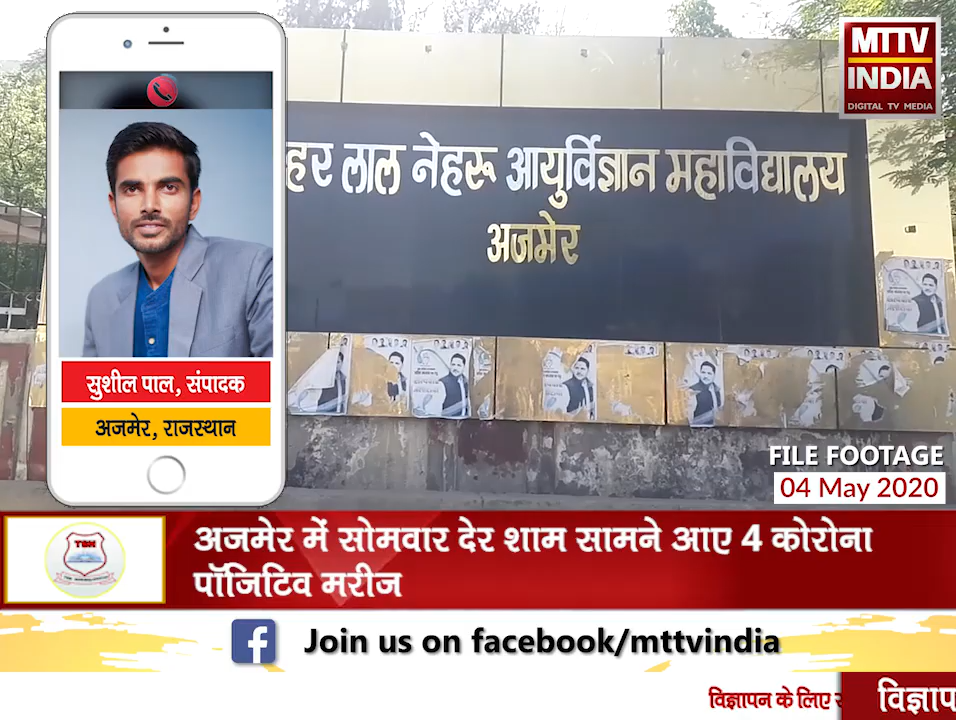 MTTV
INDIA
DIGITAL TV MEDIA
हर लाल नेहरू आयुर्विज्ञान महाविद्यालय
अजमेर
सुशील पाल, संपादक
अजमेर, राजस्थान
FILE FOOTAGE
04 May 2020
TSH
अजमेर में सोमवार देर शाम सामने आए 4 कोरोना
पॉजिटिव मरीज
Join us on facebook/mttvindia
विज्ञापन के लिए
विज्ञाप